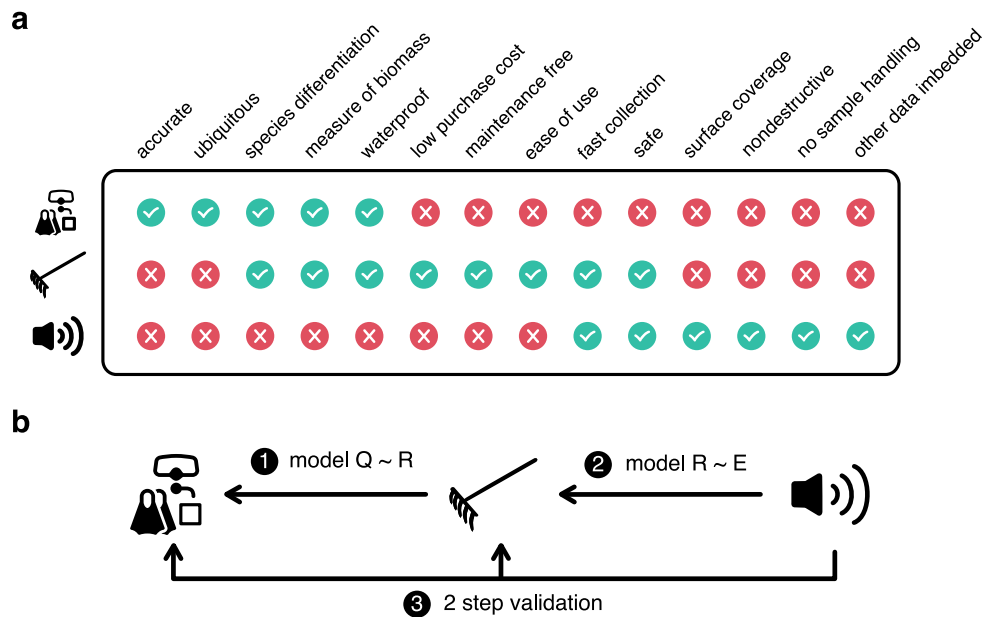 a
accurate
ubiquitous
species differentiation
measure of biomass
waterproof
low purchase cost
maintenance free
ease of use
fast collection
safe
surface coverage
nondestructive
no sample handling
other data imbedded
b
1 model Q ~ R
2 model R ~ E
3 2 step validation